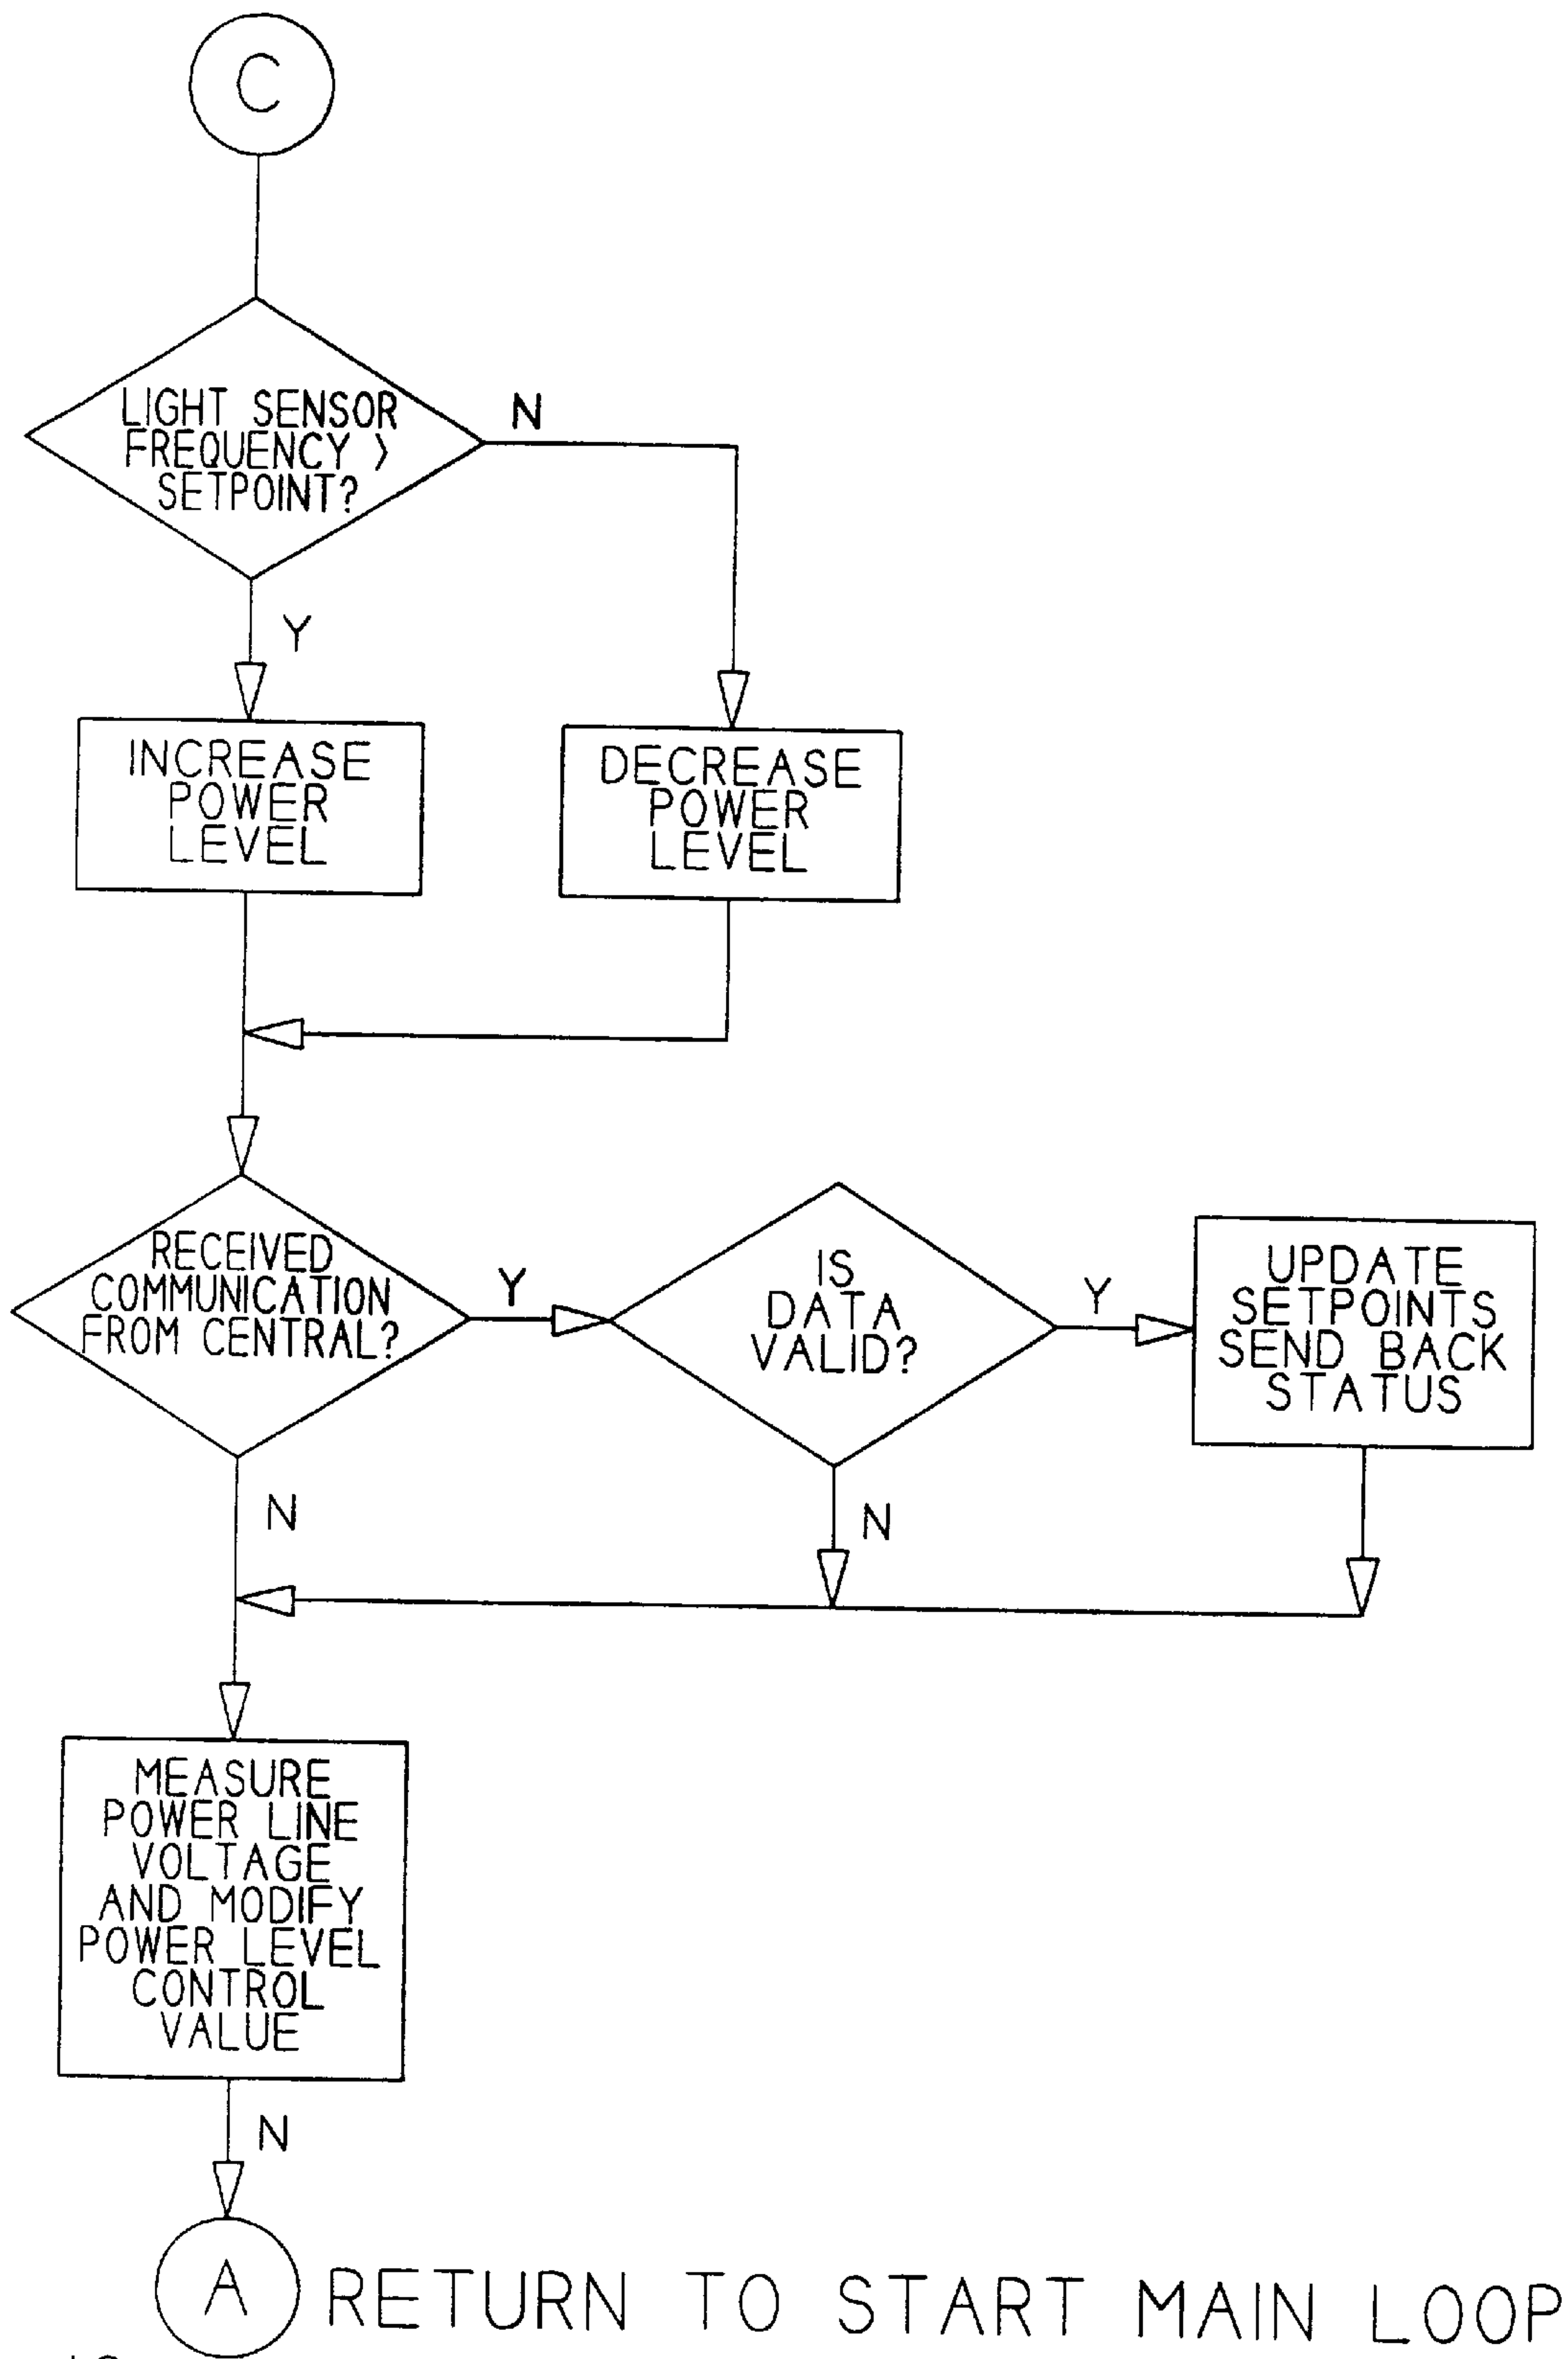 C
LIGHT SENSOR
FREQUENCY >
SETPOINT?
N
Y
INCREASE
POWER
LEVEL
DECREASE
POWER
LEVEL
RECEIVED
COMMUNICATION
FROM CENTRAL?
Y
IS
DATA
VALID?
Y
UPDATE
SETPOINTS
SEND BACK
STATUS
N
N
MEASURE
POWER LINE
VOLTAGE
AND MODIFY
POWER LEVEL
CONTROL
VALUE
N
A RETURN TO START MAIN LOOP